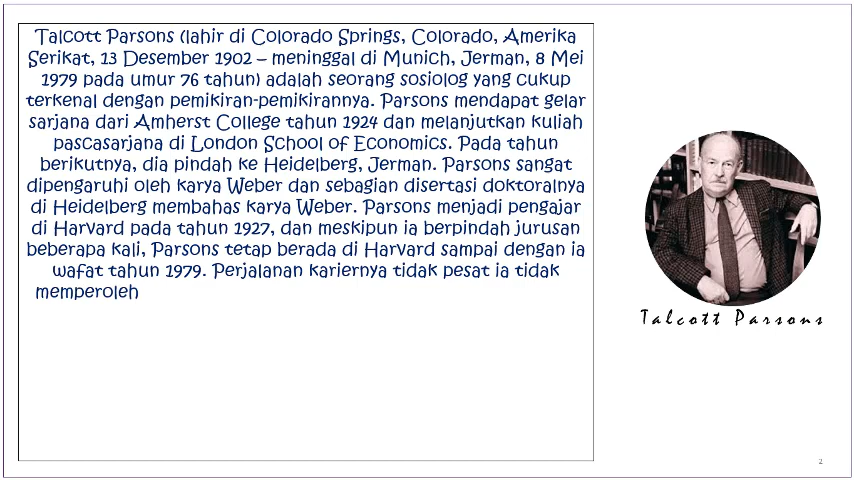 Talcott Parsons (lahir di Colorado Springs, Colorado, Amerika
Serikat, 13 Desember 1902 – meninggal di Munich, Jerman, 8 Mei
1979 pada umur 76 tahun) adalah seorang sosiolog yang cukup
terkenal dengan pemikiran-pemikirannya. Parsons mendapat gelar
sarjana dari Amherst College tahun 1924 dan melanjutkan kuliah
pascasarjana di London School of Economics. Pada tahun
berikutnya, dia pindah ke Heidelberg, Jerman. Parsons sangat
dipengaruhi oleh karya Weber dan sebagian disertasi doktoralnya
di Heidelberg membahas karya Weber. Parsons menjadi pengajar
di Harvard pada tahun 1927, dan meskipun ia berpindah jurusan
beberapa kali, Parsons tetap berada di Harvard sampai dengan ia
wafat tahun 1979. Perjalanan kariernya tidak pesat ia tidak
memperoleh
Talcott Parsons
2